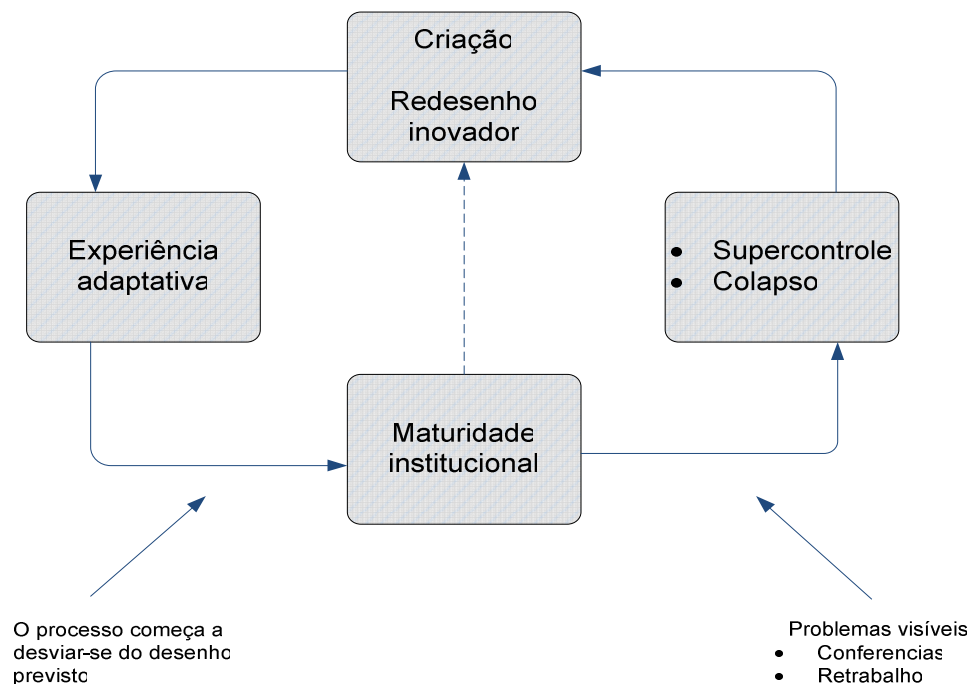 Criação
Redesenho
inovador
Experiência
adaptativa
• Supercontrole
• Colapso
Maturidade
institucional
O processo começa a
desviar-se do desenho
previsto
Problemas visíveis
• Conferencias
• Retrabalho